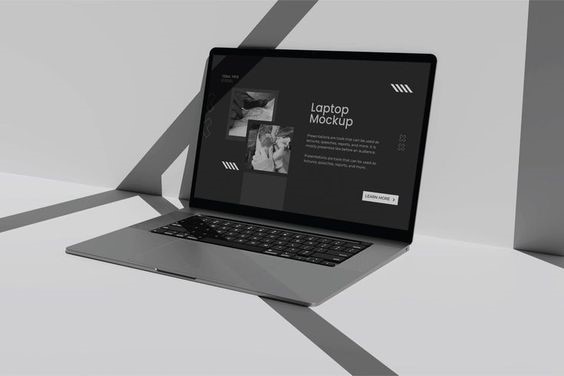 Laptop
Mockup
Presentations are tools that can be used as
lectures, speeches, reports, and more. It is
mostly presented live before an audience.
Presentations are tools that can be used as
lectures, speeches, reports, and more.
LEARN MORE